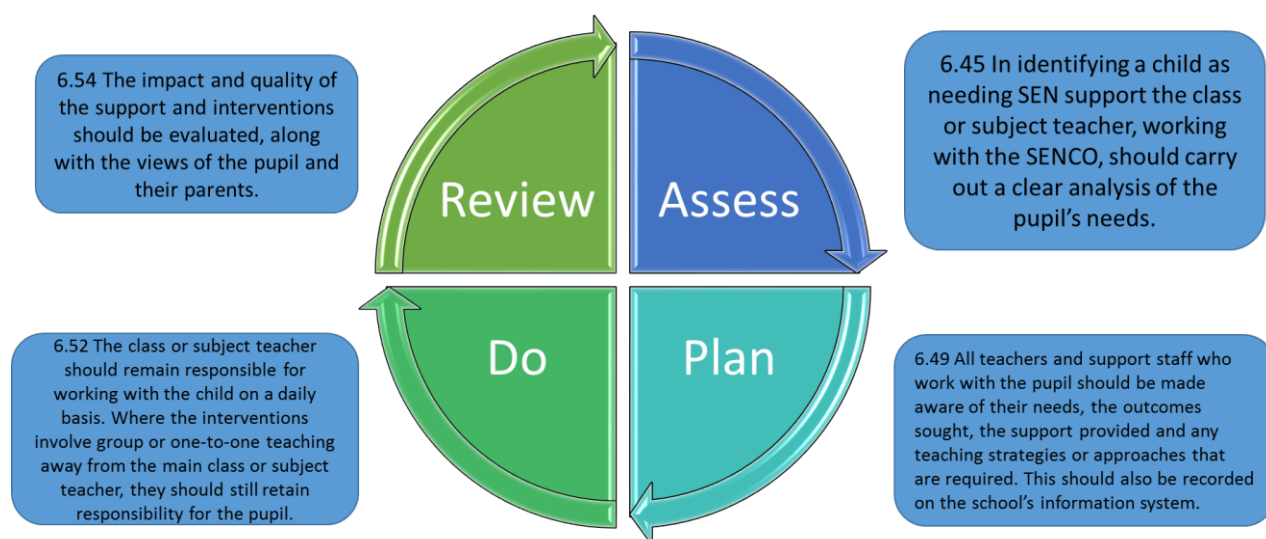 6.54 The impact and quality of
the support and interventions
should be evaluated, along
with the views of the pupil and
their parents.
Review
Assess
6.45 In identifying a child as
needing SEN support the class
or subject teacher, working
with the SENCO, should carry
out a clear analysis of the
pupil’s needs.
6.52 The class or subject teacher
should remain responsible for
working with the child on a daily
basis. Where the interventions
involve group or one-to-one teaching
away from the main class or subject
teacher, they should still retain
responsibility for the pupil.
Do
Plan
6.49 All teachers and support staff who
work with the pupil should be made
aware of their needs, the outcomes
sought, the support provided and any
teaching strategies or approaches that
are required. This should also be recorded
on the school’s information system.